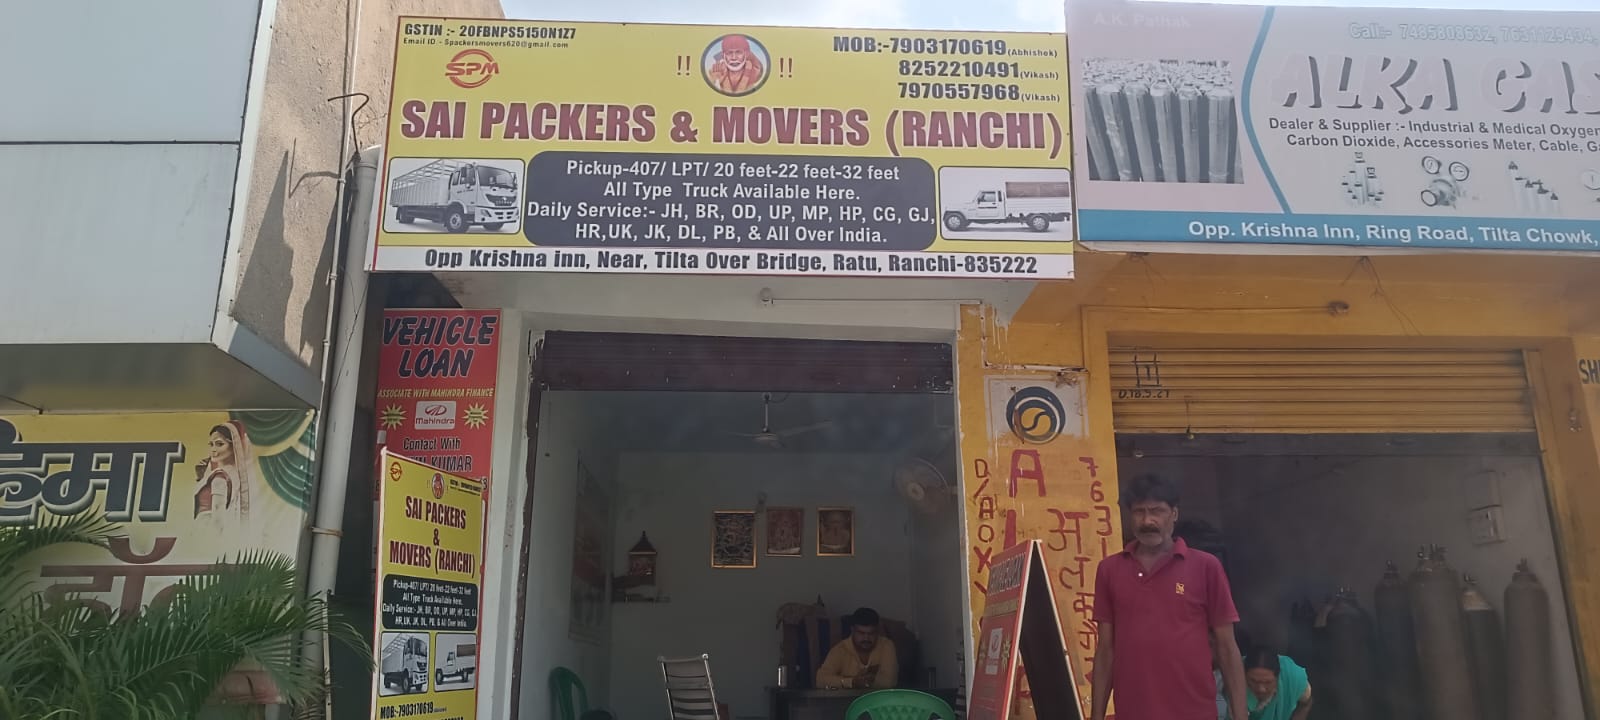 GSTIN :- 20FBNPS5150N1Z7
Email ID - Spackersmovers620@gmail.com
SPM
!! !!
MOB:-7903170619(Abhishek)
8252210491(Vikash)
7970557968(Vikash)
SAI PACKERS & MOVERS (RANCHI)
Pickup-407/ LPT/ 20 feet-22 feet-32 feet
All Type Truck Available Here.
Daily Service:- JH, BR, OD, UP, MP, HP, CG, GJ,
HR,UK, JK, DL, PB, & All Over India.
Opp Krishna inn, Near, Tilta Over Bridge, Ratu, Ranchi-835222
A.K. Pathak
Call:- 7485808632, 7631129434,
ALKA GAS
Dealer & Supplier :- Industrial & Medical Oxygen
Carbon Dioxide, Accessories Meter, Cable,
Opp. Krishna Inn, Ring Road, Tilta Chowk,
VEHICLE
LOAN
ASSOCIATE WITH MAHINDRA FINANCE
Mahindra
Contact With
KUMAR
SAI PACKERS
&
MOVERS (RANCHI)
Pickup-407/ LPT/ 20 feet-22 feet-32 feet
All Type Truck Available Here.
Daily Service:- JH, BR, OD, UP, MP, HP, CG, GJ,
HR,UK, JK, DL, PB, & All Over India.
MOB:-7903170619